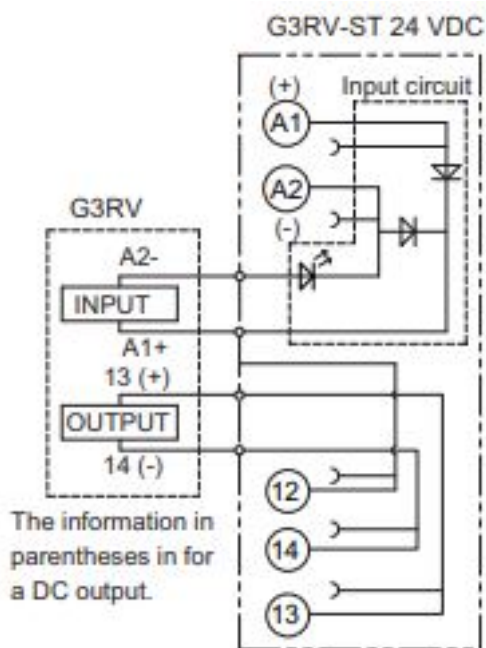 G3RV-ST 24 VDC
(+)
Input circuit
A1
A2
(-)
G3RV
A2-
INPUT
A1+
13 (+)
OUTPUT
14 (-)
12
14
13
The information in
parentheses in for
a DC output.